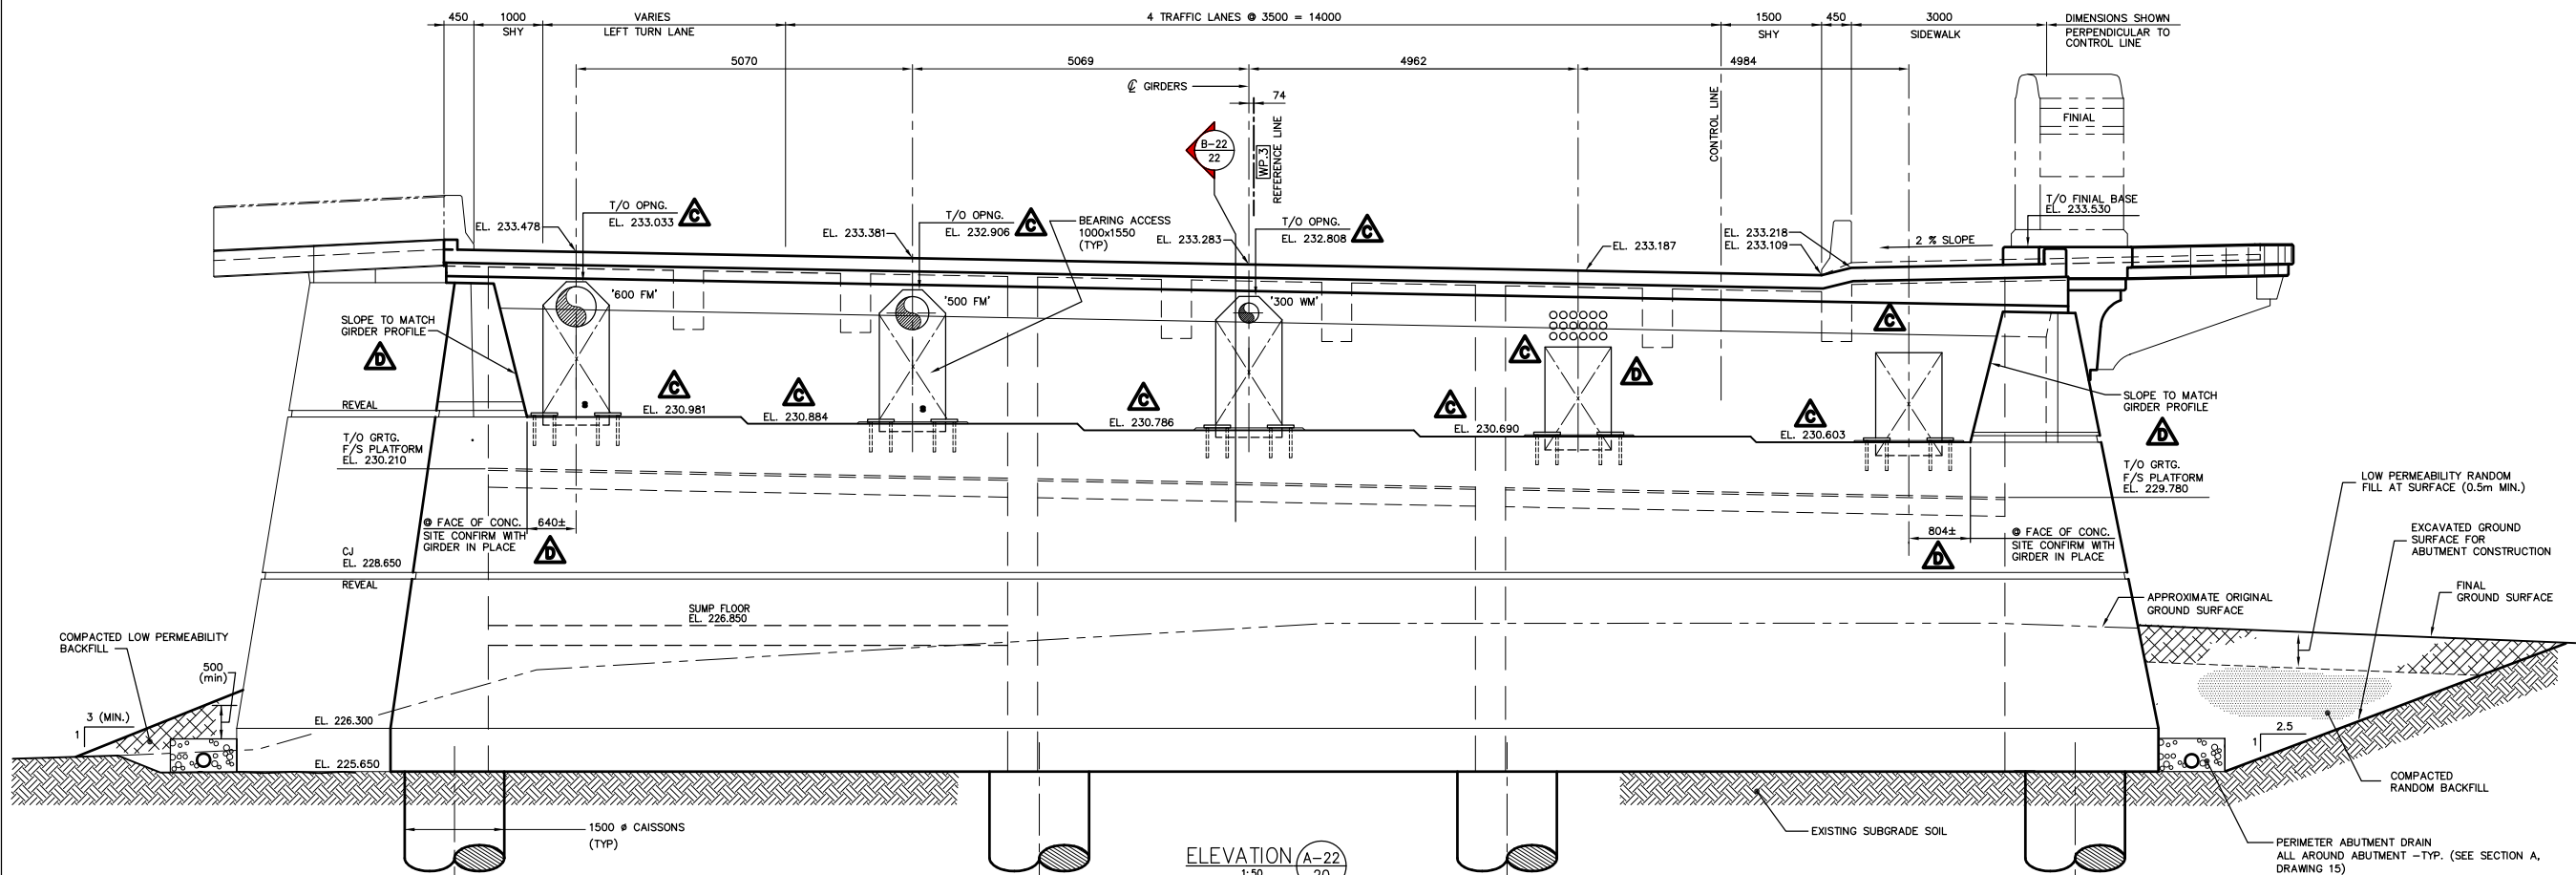 450
1000
SHY
VARIES
LEFT TURN LANE
4 TRAFFIC LANES @ 3500 = 14000
1500
SHY
450
3000
SIDEWALK
DIMENSIONS SHOWN
PERPENDICULAR TO
CONTROL LINE
5070
5069
4962
4984
℄ GIRDERS
74
B-22
22
WP.3
REFERENCE LINE
CONTROL LINE
FINIAL
T/O FINIAL BASE
EL. 233.530
EL. 233.478
T/O OPNG.
EL. 233.033
C
EL. 233.381
T/O OPNG.
EL. 232.906
C
BEARING ACCESS
1000x1550
(TYP)
EL. 233.283
T/O OPNG.
EL. 232.808
C
EL. 233.187
EL. 233.218
EL. 233.109
2 % SLOPE
'600 FM'
'500 FM'
'300 WM'
SLOPE TO MATCH
GIRDER PROFILE
D
C
C
D
SLOPE TO MATCH
GIRDER PROFILE
D
REVEAL
C
EL. 230.981
C
EL. 230.884
C
EL. 230.786
C
EL. 230.690
C
EL. 230.603
T/O GRTG.
F/S PLATFORM
EL. 230.210
T/O GRTG.
F/S PLATFORM
EL. 229.780
LOW PERMEABILITY RANDOM
FILL AT SURFACE (0.5m MIN.)
@ FACE OF CONC.
SITE CONFIRM WITH
GIRDER IN PLACE
640±
D
804±
D
@ FACE OF CONC.
SITE CONFIRM WITH
GIRDER IN PLACE
EXCAVATED GROUND
SURFACE FOR
ABUTMENT CONSTRUCTION
CJ
EL. 228.650
REVEAL
SUMP FLOOR
EL. 226.850
APPROXIMATE ORIGINAL
GROUND SURFACE
FINAL
GROUND SURFACE
COMPACTED LOW PERMEABILITY
BACKFILL
500
(min)
3 (MIN.)
1
EL. 226.300
EL. 225.650
2.5
1
COMPACTED
RANDOM BACKFILL
1500 ø CAISSONS
(TYP)
EXISTING SUBGRADE SOIL
PERIMETER ABUTMENT DRAIN
ALL AROUND ABUTMENT -TYP. (SEE SECTION A,
DRAWING 15)
ELEVATION
A-22
20
1:50